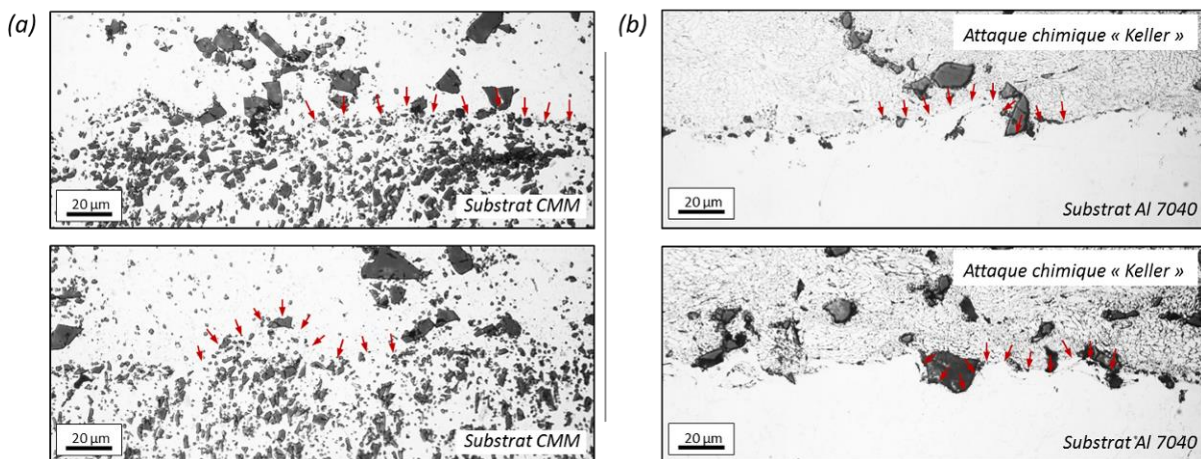 (a)
20 µm
Substrat CMM
20 µm
Substrat CMM
(b)
Attaque chimique « Keller »
20 µm
Substrat Al 7040
Attaque chimique « Keller »
20 µm
Substrat Al 7040